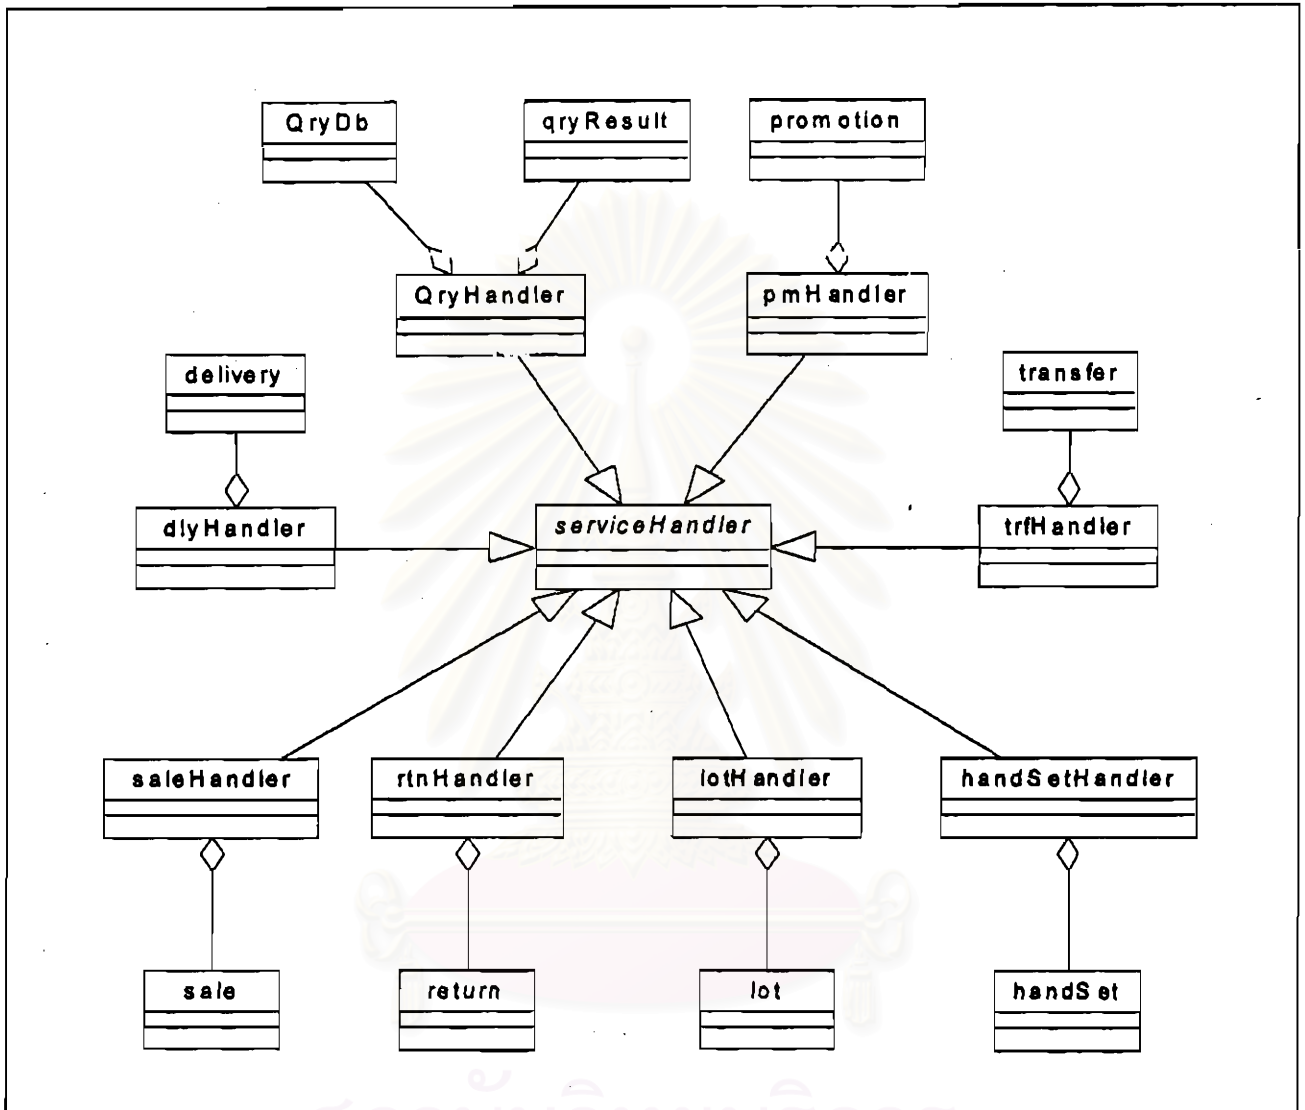 QryDb
qryResult
promotion
QryHandler
pmHandler
delivery
transfer
dlyHandler
serviceHandler
trfHandler
saleHandler
rtnHandler
lotHandler
handSetHandler
sale
return
lot
handSet